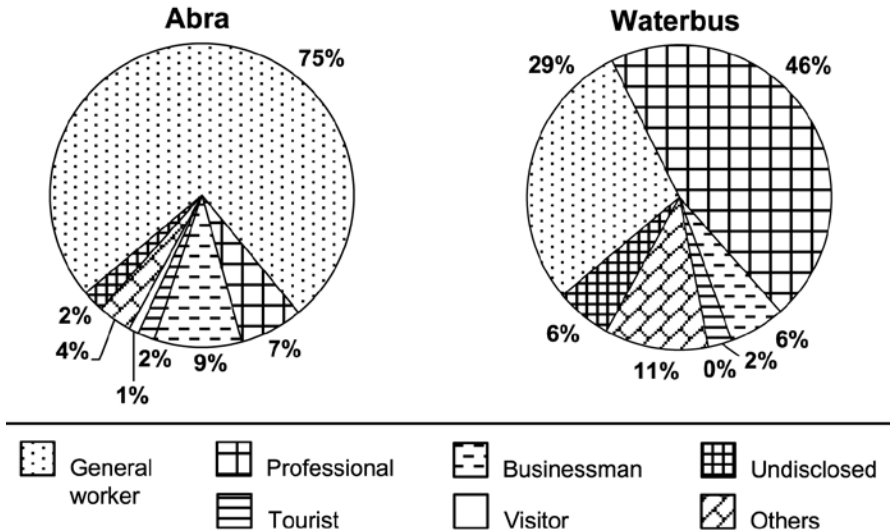 Abra
Waterbus
75%
29%
46%
2%
4%
1%
2%
9%
7%
6%
11%
0%
2%
6%
General worker
Professional
Businessman
Undisclosed
Tourist
Visitor
Others